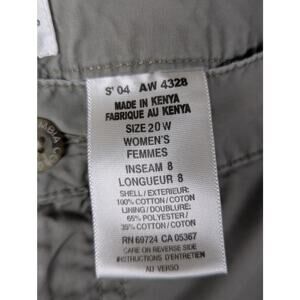 S' 04 AW 4328
MADE IN KENYA
FABRIQUE AU KENYA
SIZE 20W
WOMEN'S
FEMMES
INSEAM 8
LONGUEUR 8
SHELL / EXTERIEUR:
100% COTTON / COTON
LINING / DOUBLURE:
65% POLYESTER /
35% COTTON / COTON
RN 69724 CA 05367
CARE ON REVERSE SIDE
INSTRUCTIONS D'ENTRETIEN
AU VERSO